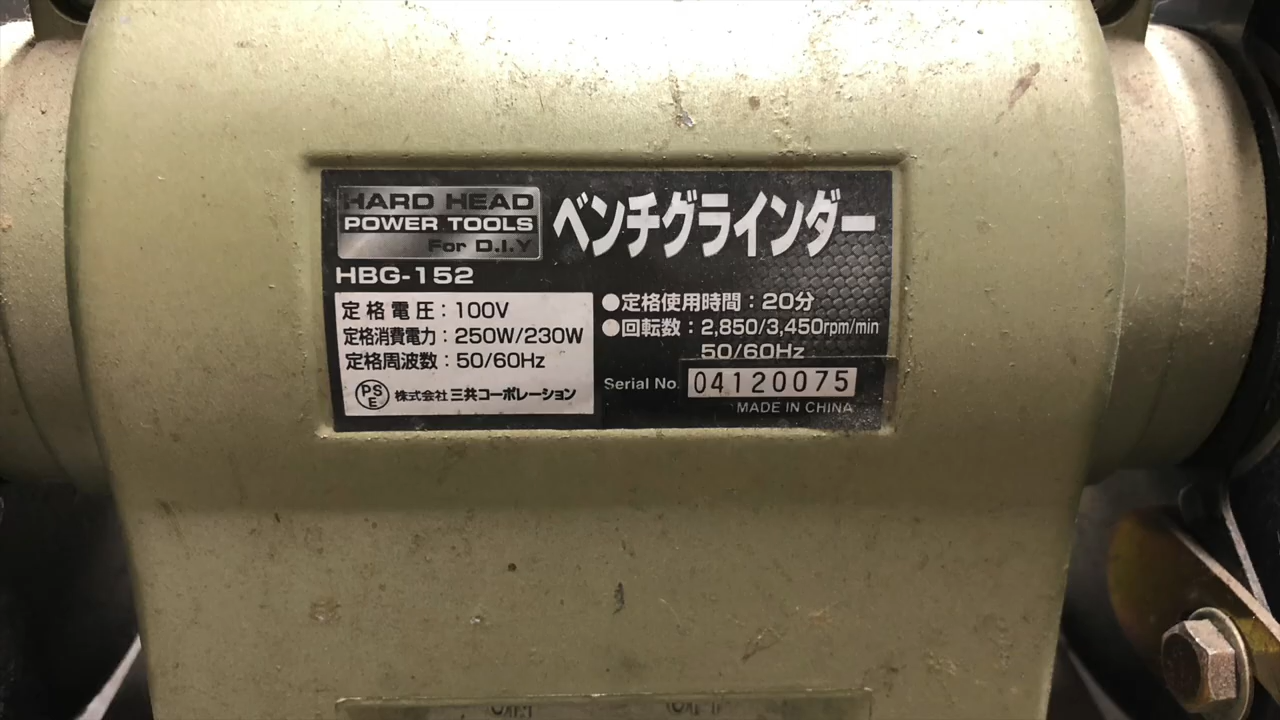 HARD HEAD
POWER TOOLS
For D.I.Y
ベンチグラインダー
HBG-152
定格電圧：100V
定格消費電力：250W/230W
定格周波数：50/60Hz
PSE 株式会社 三共コーポレーション
●定格使用時間：20分
●回転数：2,850/3,450rpm/min
50/60Hz
Serial No. 04120075
MADE IN CHINA